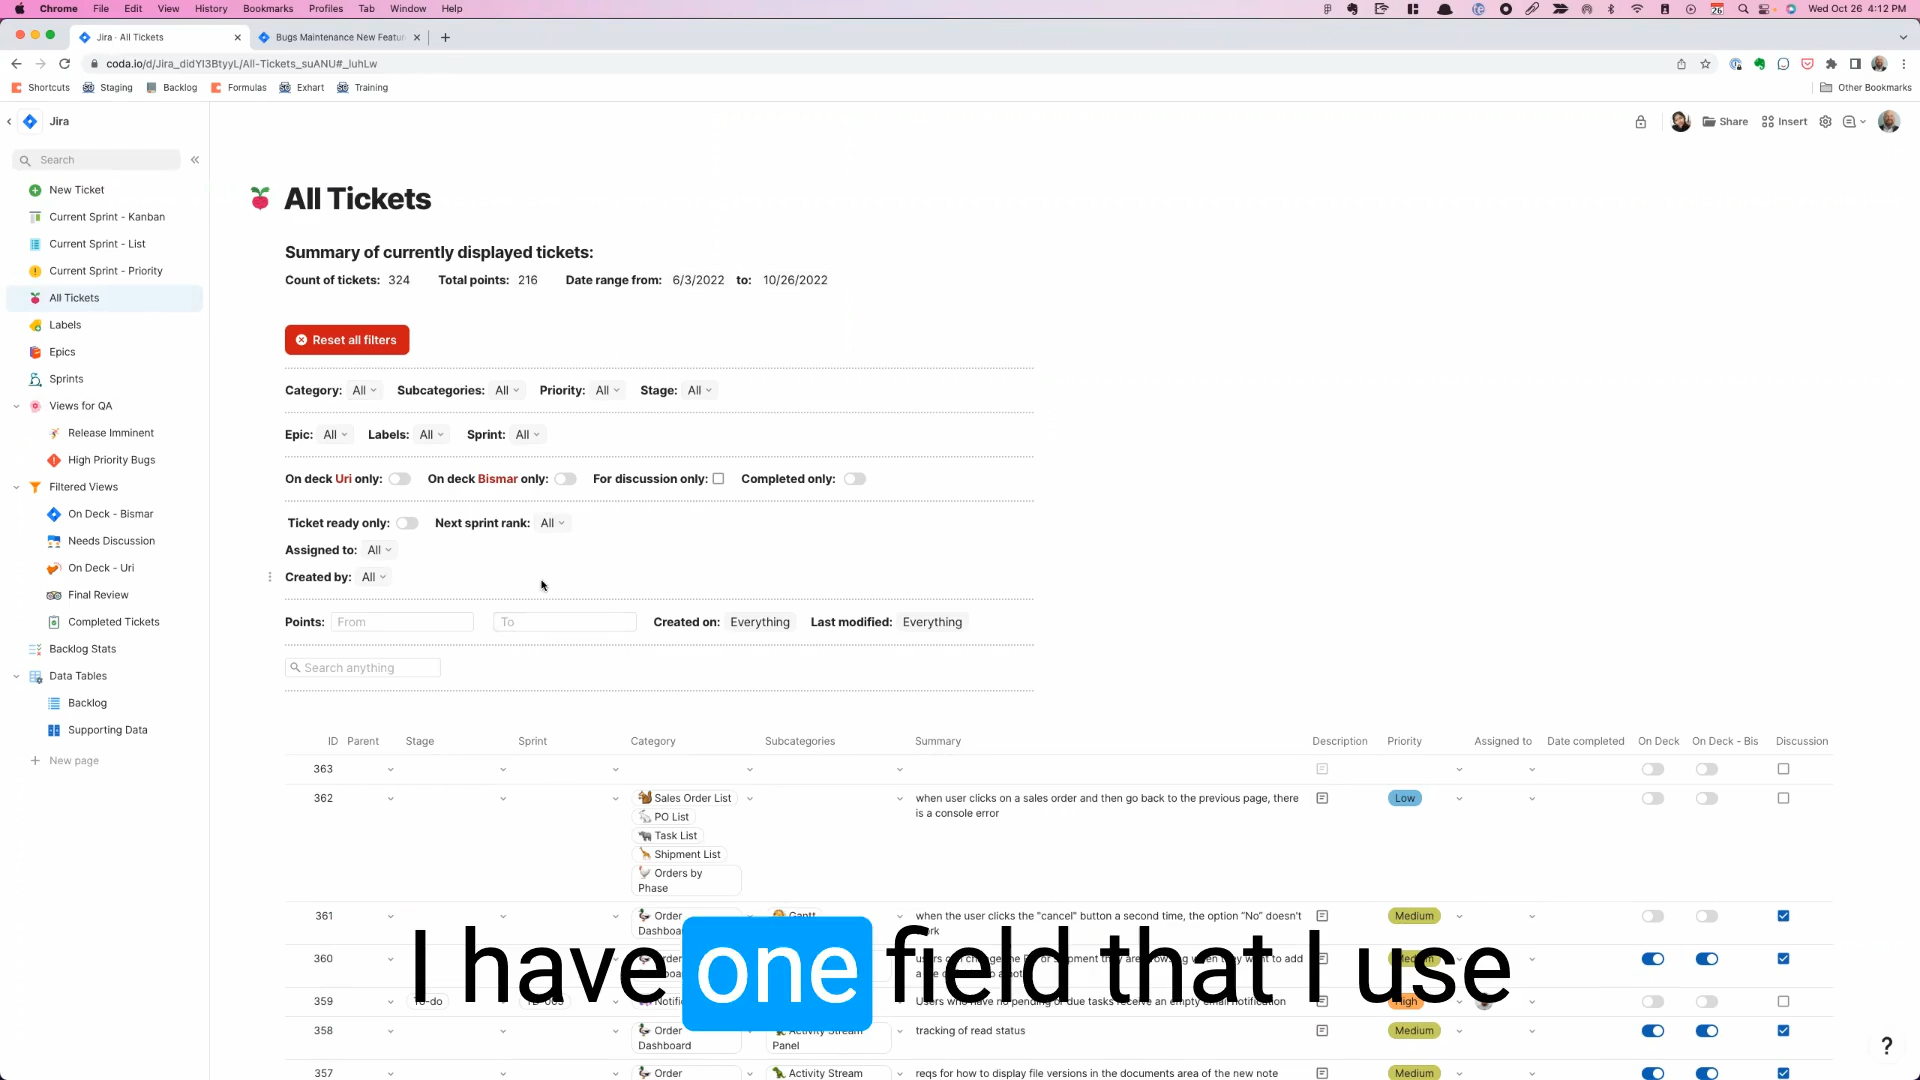 Chrome File Edit View History Bookmarks Profiles Tab Window Help 26 Wed Oct 26 4:12 PM
Jira · All Tickets
Bugs Maintenance New Featur
coda.io/d/Jira_didYI3BtyyL/All-Tickets_suANU#_luhLw
Shortcuts Staging Backlog Formulas Exhart Training Other Bookmarks
Jira
Share Insert
Search
New Ticket
Current Sprint - Kanban
Current Sprint - List
Current Sprint - Priority
All Tickets
Labels
Epics
Sprints
Views for QA
Release Imminent
High Priority Bugs
Filtered Views
On Deck - Bismar
Needs Discussion
On Deck - Uri
Final Review
Completed Tickets
Backlog Stats
Data Tables
Backlog
Supporting Data
New page
All Tickets
Summary of currently displayed tickets:
Count of tickets: 324 Total points: 216 Date range from: 6/3/2022 to: 10/26/2022
Reset all filters
Category: All Subcategories: All Priority: All Stage: All
Epic: All Labels: All Sprint: All
On deck Uri only: On deck Bismar only: For discussion only: Completed only:
Ticket ready only: Next sprint rank: All
Assigned to: All
Created by: All
Points: From To Created on: Everything Last modified: Everything
Search anything
ID Parent Stage Sprint Category Subcategories Summary Description Priority Assigned to Date completed On Deck On Deck - Bis Discussion
363
362 Sales Order List when user clicks on a sales order and then go back to the previous page, there Low
is a console error
PO List
Task List
Shipment List
Orders by
Phase
361 Order Gantt when the user clicks the "cancel" button a second time, the option "No" doesn't Medium
360
359 High
I have one field that I use
358 Order Activity Stream tracking of read status Medium
Dashboard Panel
357 Order Activity Stream reqs for how to display file versions in the documents area of the new note Medium
?